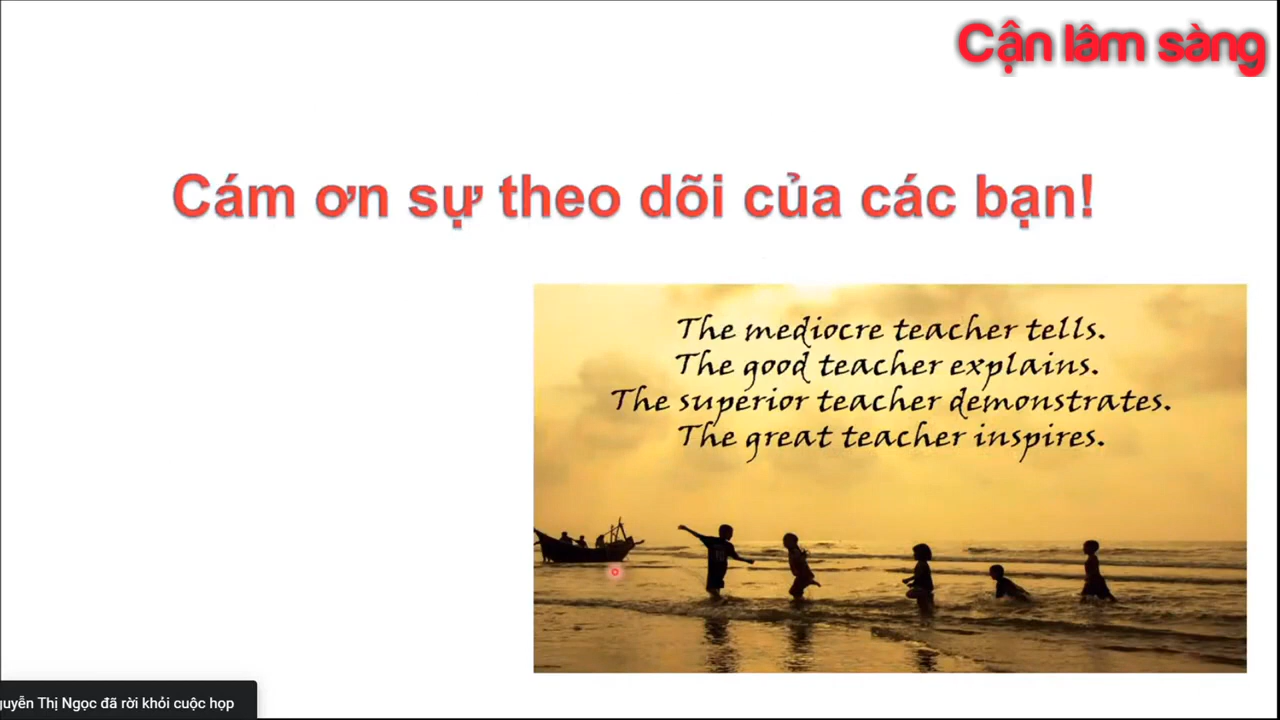 Cận lâm sàng
Cám ơn sự theo dõi của các bạn!
The mediocre teacher tells.
The good teacher explains.
The superior teacher demonstrates.
The great teacher inspires.
guyễn Thị Ngọc đã rời khỏi cuộc họp